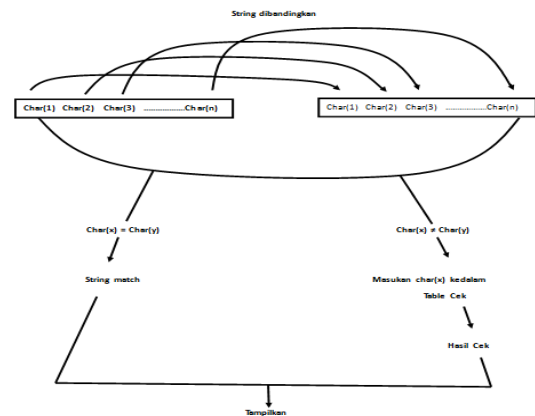 String dibandingkan
Char(1) Char(2) Char(3) ..................Char(n)
Char(1) Char(2) Char(3) ..................Char(n)
Char(x) = Char(y)
Char(x) ≠ Char(y)
String match
Masukan char(x) kedalam
Table Cek
Hasil Cek
Tampilkan